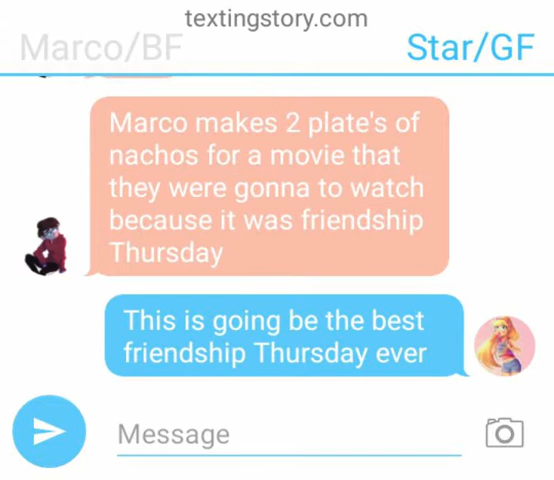 textingstory.com
Marco/BF
Star/GF
Marco makes 2 plate's of
nachos for a movie that
they were gonna to watch
because it was friendship
Thursday
This is going be the best
friendship Thursday ever
Message